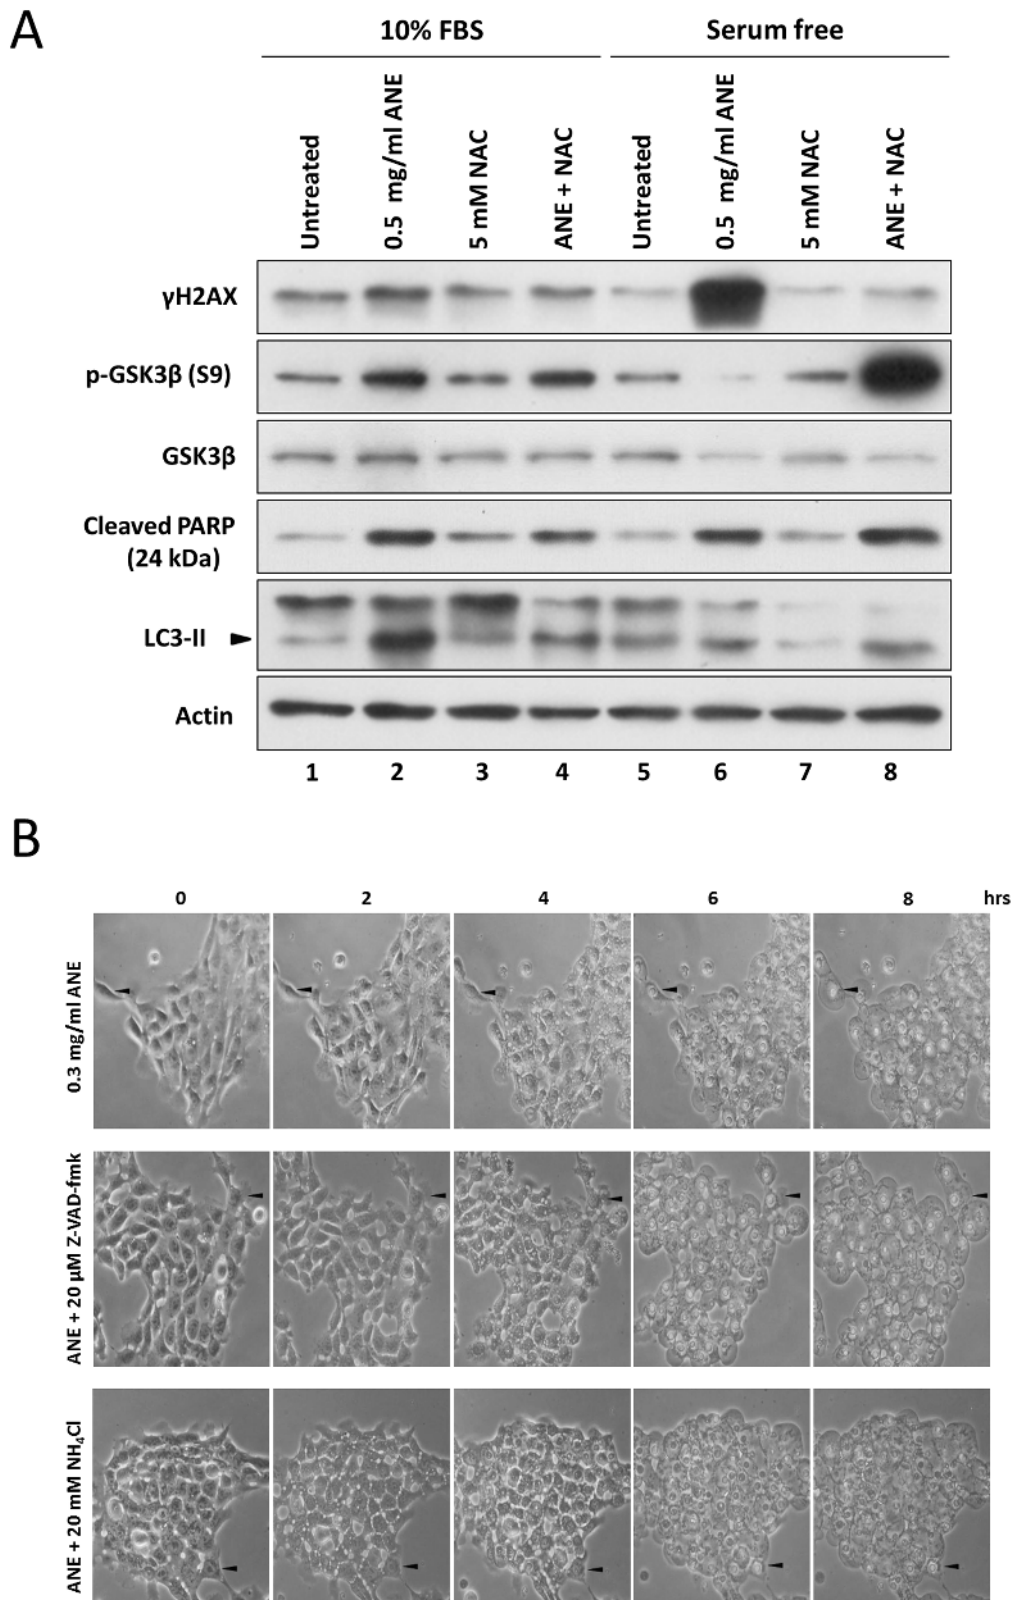 A
10% FBS Serum free
Untreated
0.5 mg/ml ANE
5 mM NAC
ANE + NAC
Untreated
0.5 mg/ml ANE
5 mM NAC
ANE + NAC
γH2AX
p-GSK3β (S9)
GSK3β
Cleaved PARP
(24 kDa)
LC3-II
Actin
1 2 3 4 5 6 7 8
B
0 2 4 6 8 hrs
0.3 mg/ml ANE
ANE + 20 µM Z-VAD-fmk
ANE + 20 mM NH₄Cl